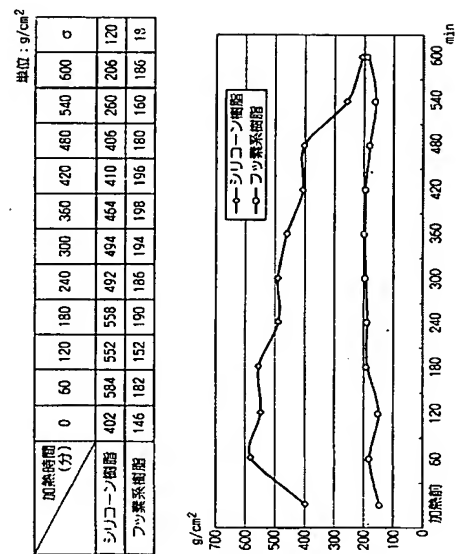 単位：g/cm²
加熱時間(分) 0 60 120 180 240 300 360 420 480 540 600 σ
シリコーン樹脂 402 584 552 558 492 494 464 410 406 260 206 120
フッ素系樹脂 146 182 152 190 186 194 198 196 180 160 186 18
g/cm²
700
600
500
400
300
200
100
0
シリコーン樹脂
フッ素系樹脂
加熱前 60 120 180 240 300 360 420 480 540 600 min